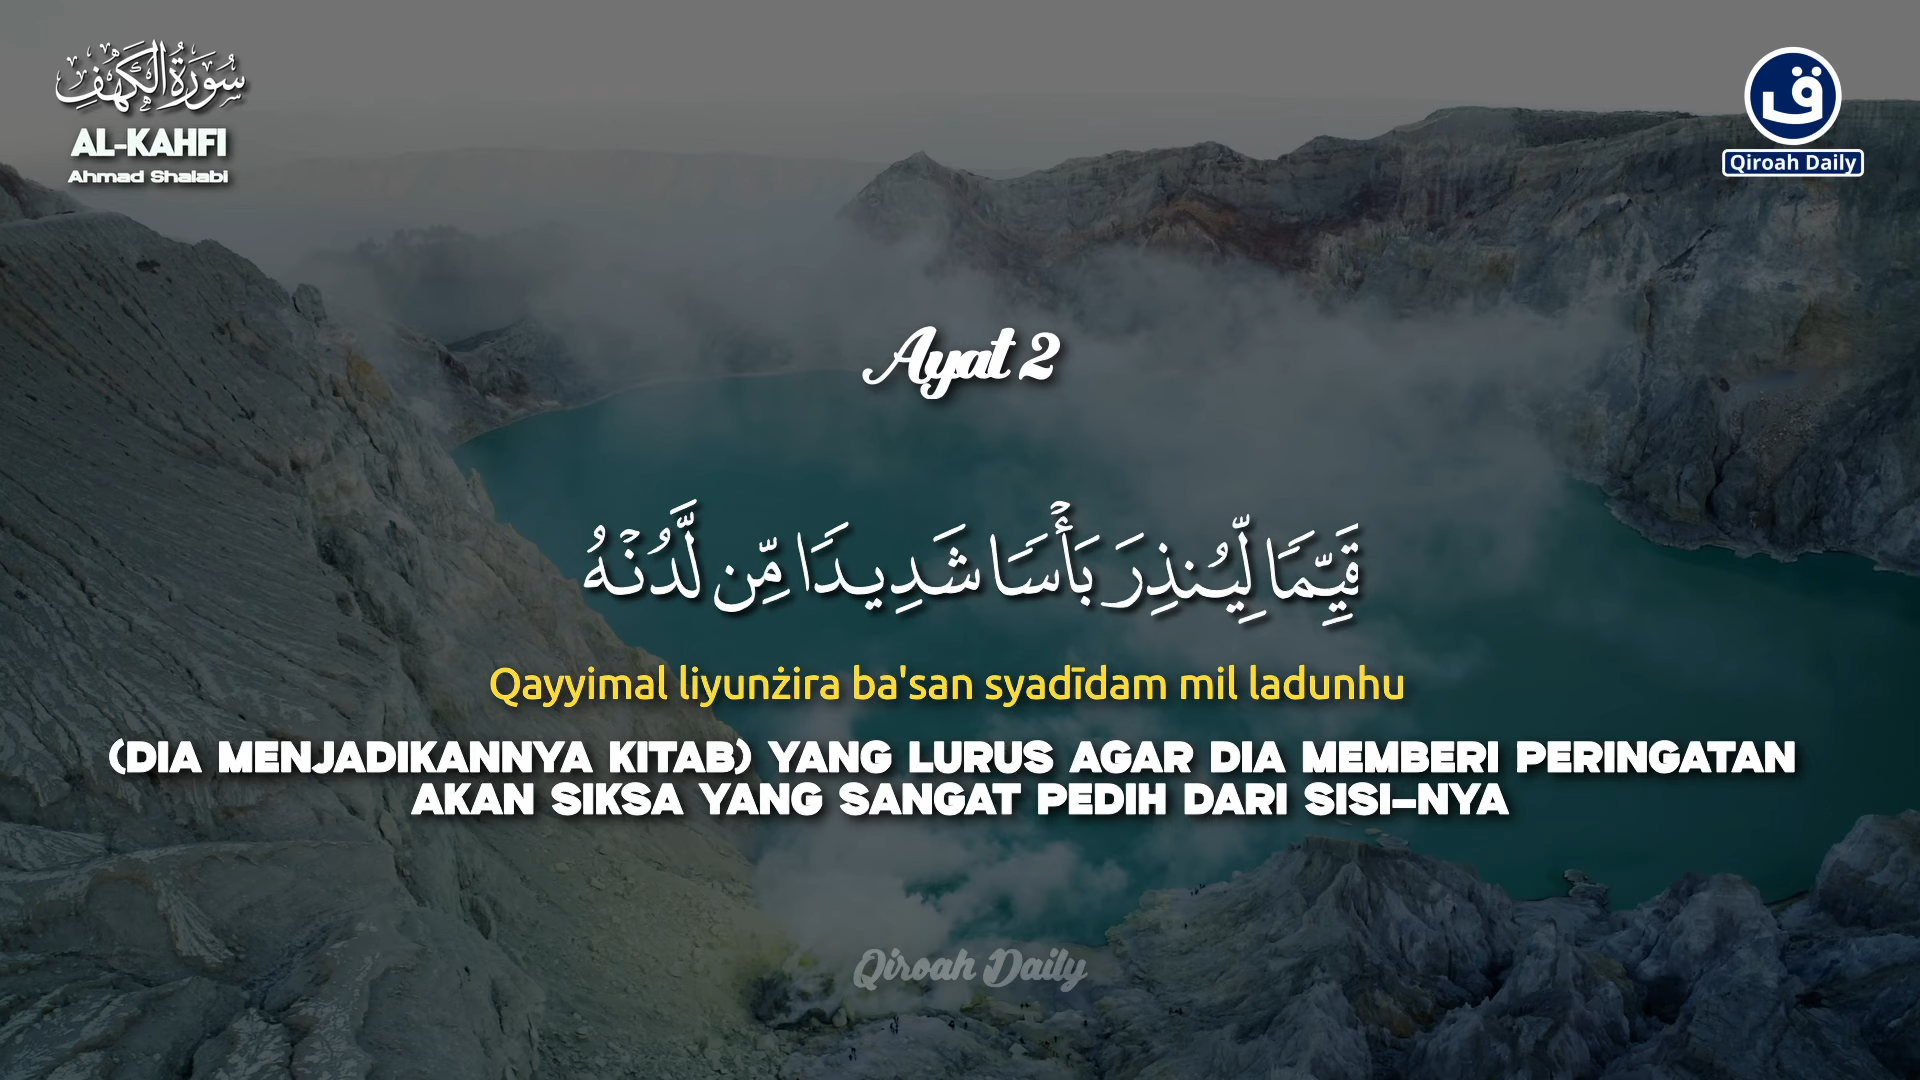 سُورَةُ الكَهْفِ
AL-KAHFI
Ahmad Shalabi
ق
Qiroah Daily
Ayat 2
قَيِّمًا لِّيُنذِرَ بَأۡسًا شَدِيدًا مِّن لَّدُنۡهُ
Qayyimal liyunżira ba'san syadīdam mil ladunhu
(DIA MENJADIKANNYA KITAB) YANG LURUS AGAR DIA MEMBERI PERINGATAN
AKAN SIKSA YANG SANGAT PEDIH DARI SISI-NYA
Qiroah Daily